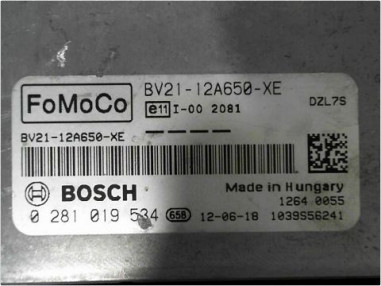 FoMoCo
BV21-12A650-XE
e11 I-00 2081
DZL7S
BV21-12A650-XE
BOSCH
Made in Hungary
1264 0055
0 281 019 534 658 12-06-18 1039S56241